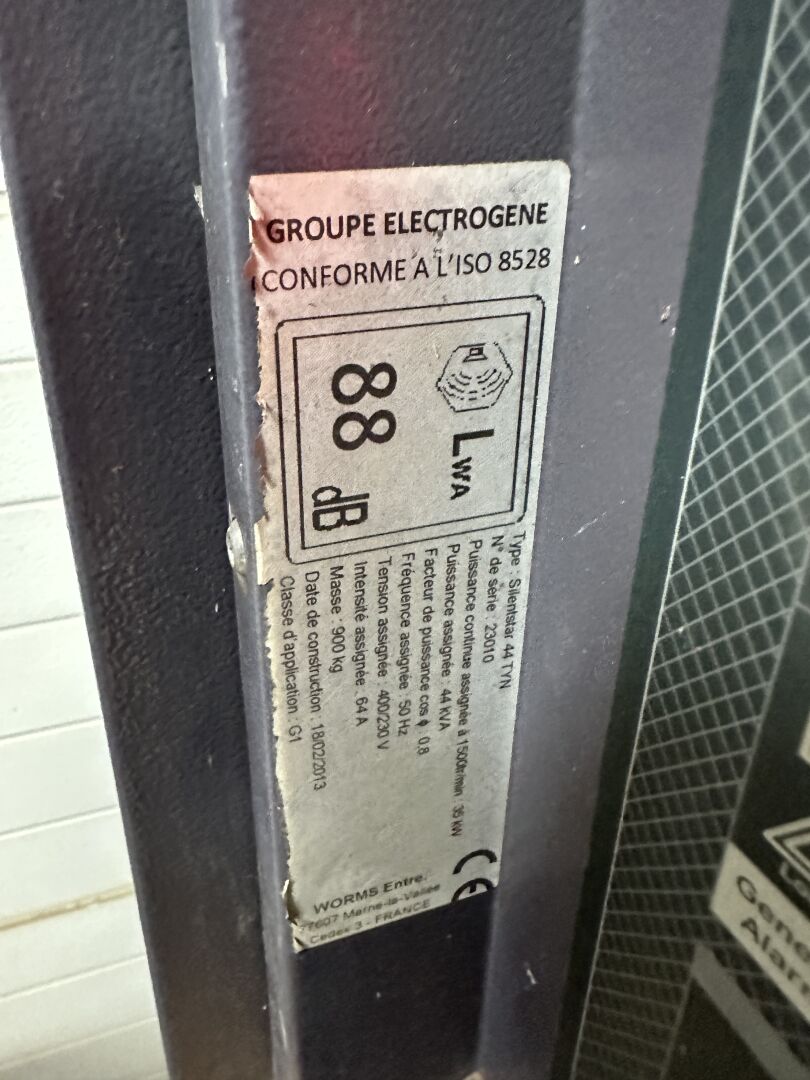 GROUPE ELECTROGENE
CONFORME A L'ISO 8528
LWA
88 dB
Type : Silentstar 44 TYN
N° de série : 23010
Puissance continue assignée à 1500tr/min : 35 kW
Puissance assignée : 44 kVA
Facteur de puissance cos ϕ : 0,8
Fréquence assignée : 50 Hz
Tension assignée : 400/230 V
Intensité assignée : 64 A
Masse : 900 kg
Date de construction : 18/02/2013
Classe d'application : G1
CE
WORMS Entre.
77607 Marne-la-Vallée
Cedex 3 - FRANCE